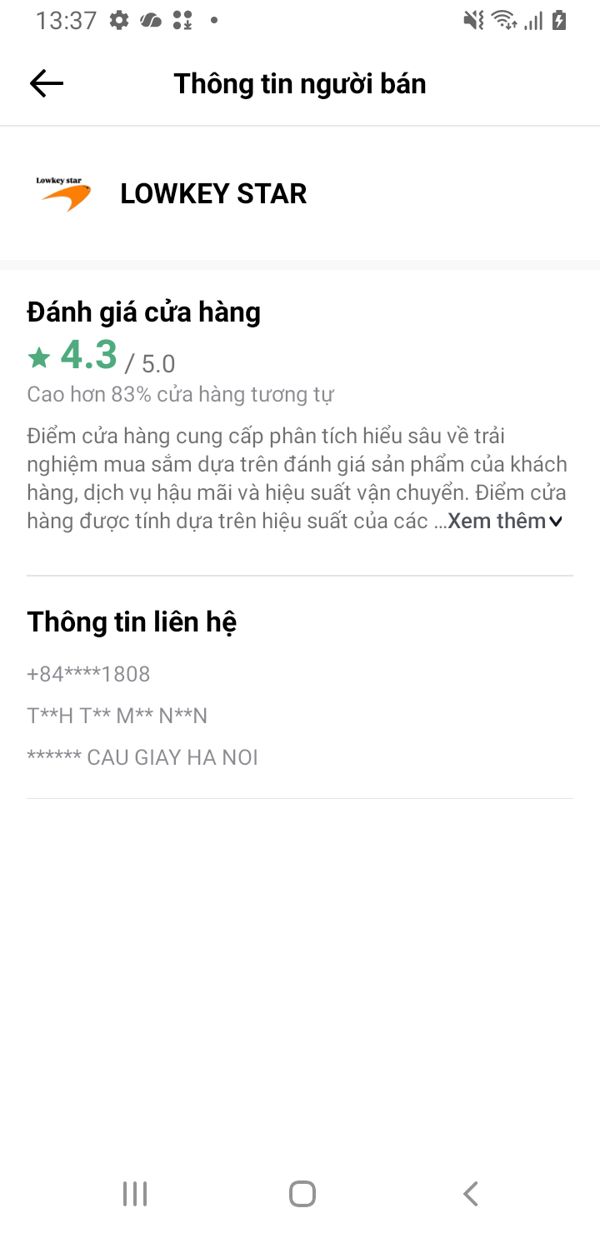 13:37
Thông tin người bán
Lowkey star
LOWKEY STAR
Đánh giá cửa hàng
4.3 / 5.0
Cao hơn 83% cửa hàng tương tự
Điểm cửa hàng cung cấp phân tích hiểu sâu về trải
nghiệm mua sắm dựa trên đánh giá sản phẩm của khách
hàng, dịch vụ hậu mãi và hiệu suất vận chuyển. Điểm cửa
hàng được tính dựa trên hiệu suất của các ...Xem thêm
Thông tin liên hệ
+84****1808
T**H T** M** N**N
****** CAU GIAY HA NOI